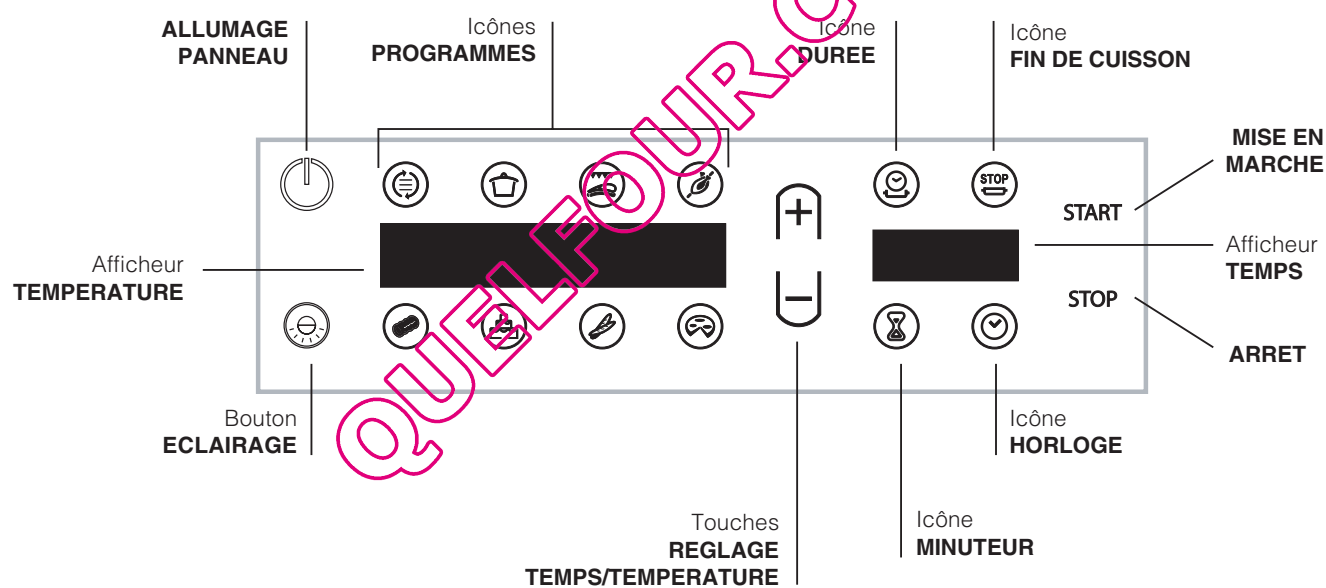 ALLUMAGE
PANNEAU
Icônes
PROGRAMMES
Icône
DUREE
Icône
FIN DE CUISSON
MISE EN
MARCHE
STOP
START
Afficheur
TEMPERATURE
Afficheur
TEMPS
STOP
ARRET
Bouton
ECLAIRAGE
Icône
HORLOGE
Touches
REGLAGE
TEMPS/TEMPERATURE
Icône
MINUTEUR
QUELFOUR.C